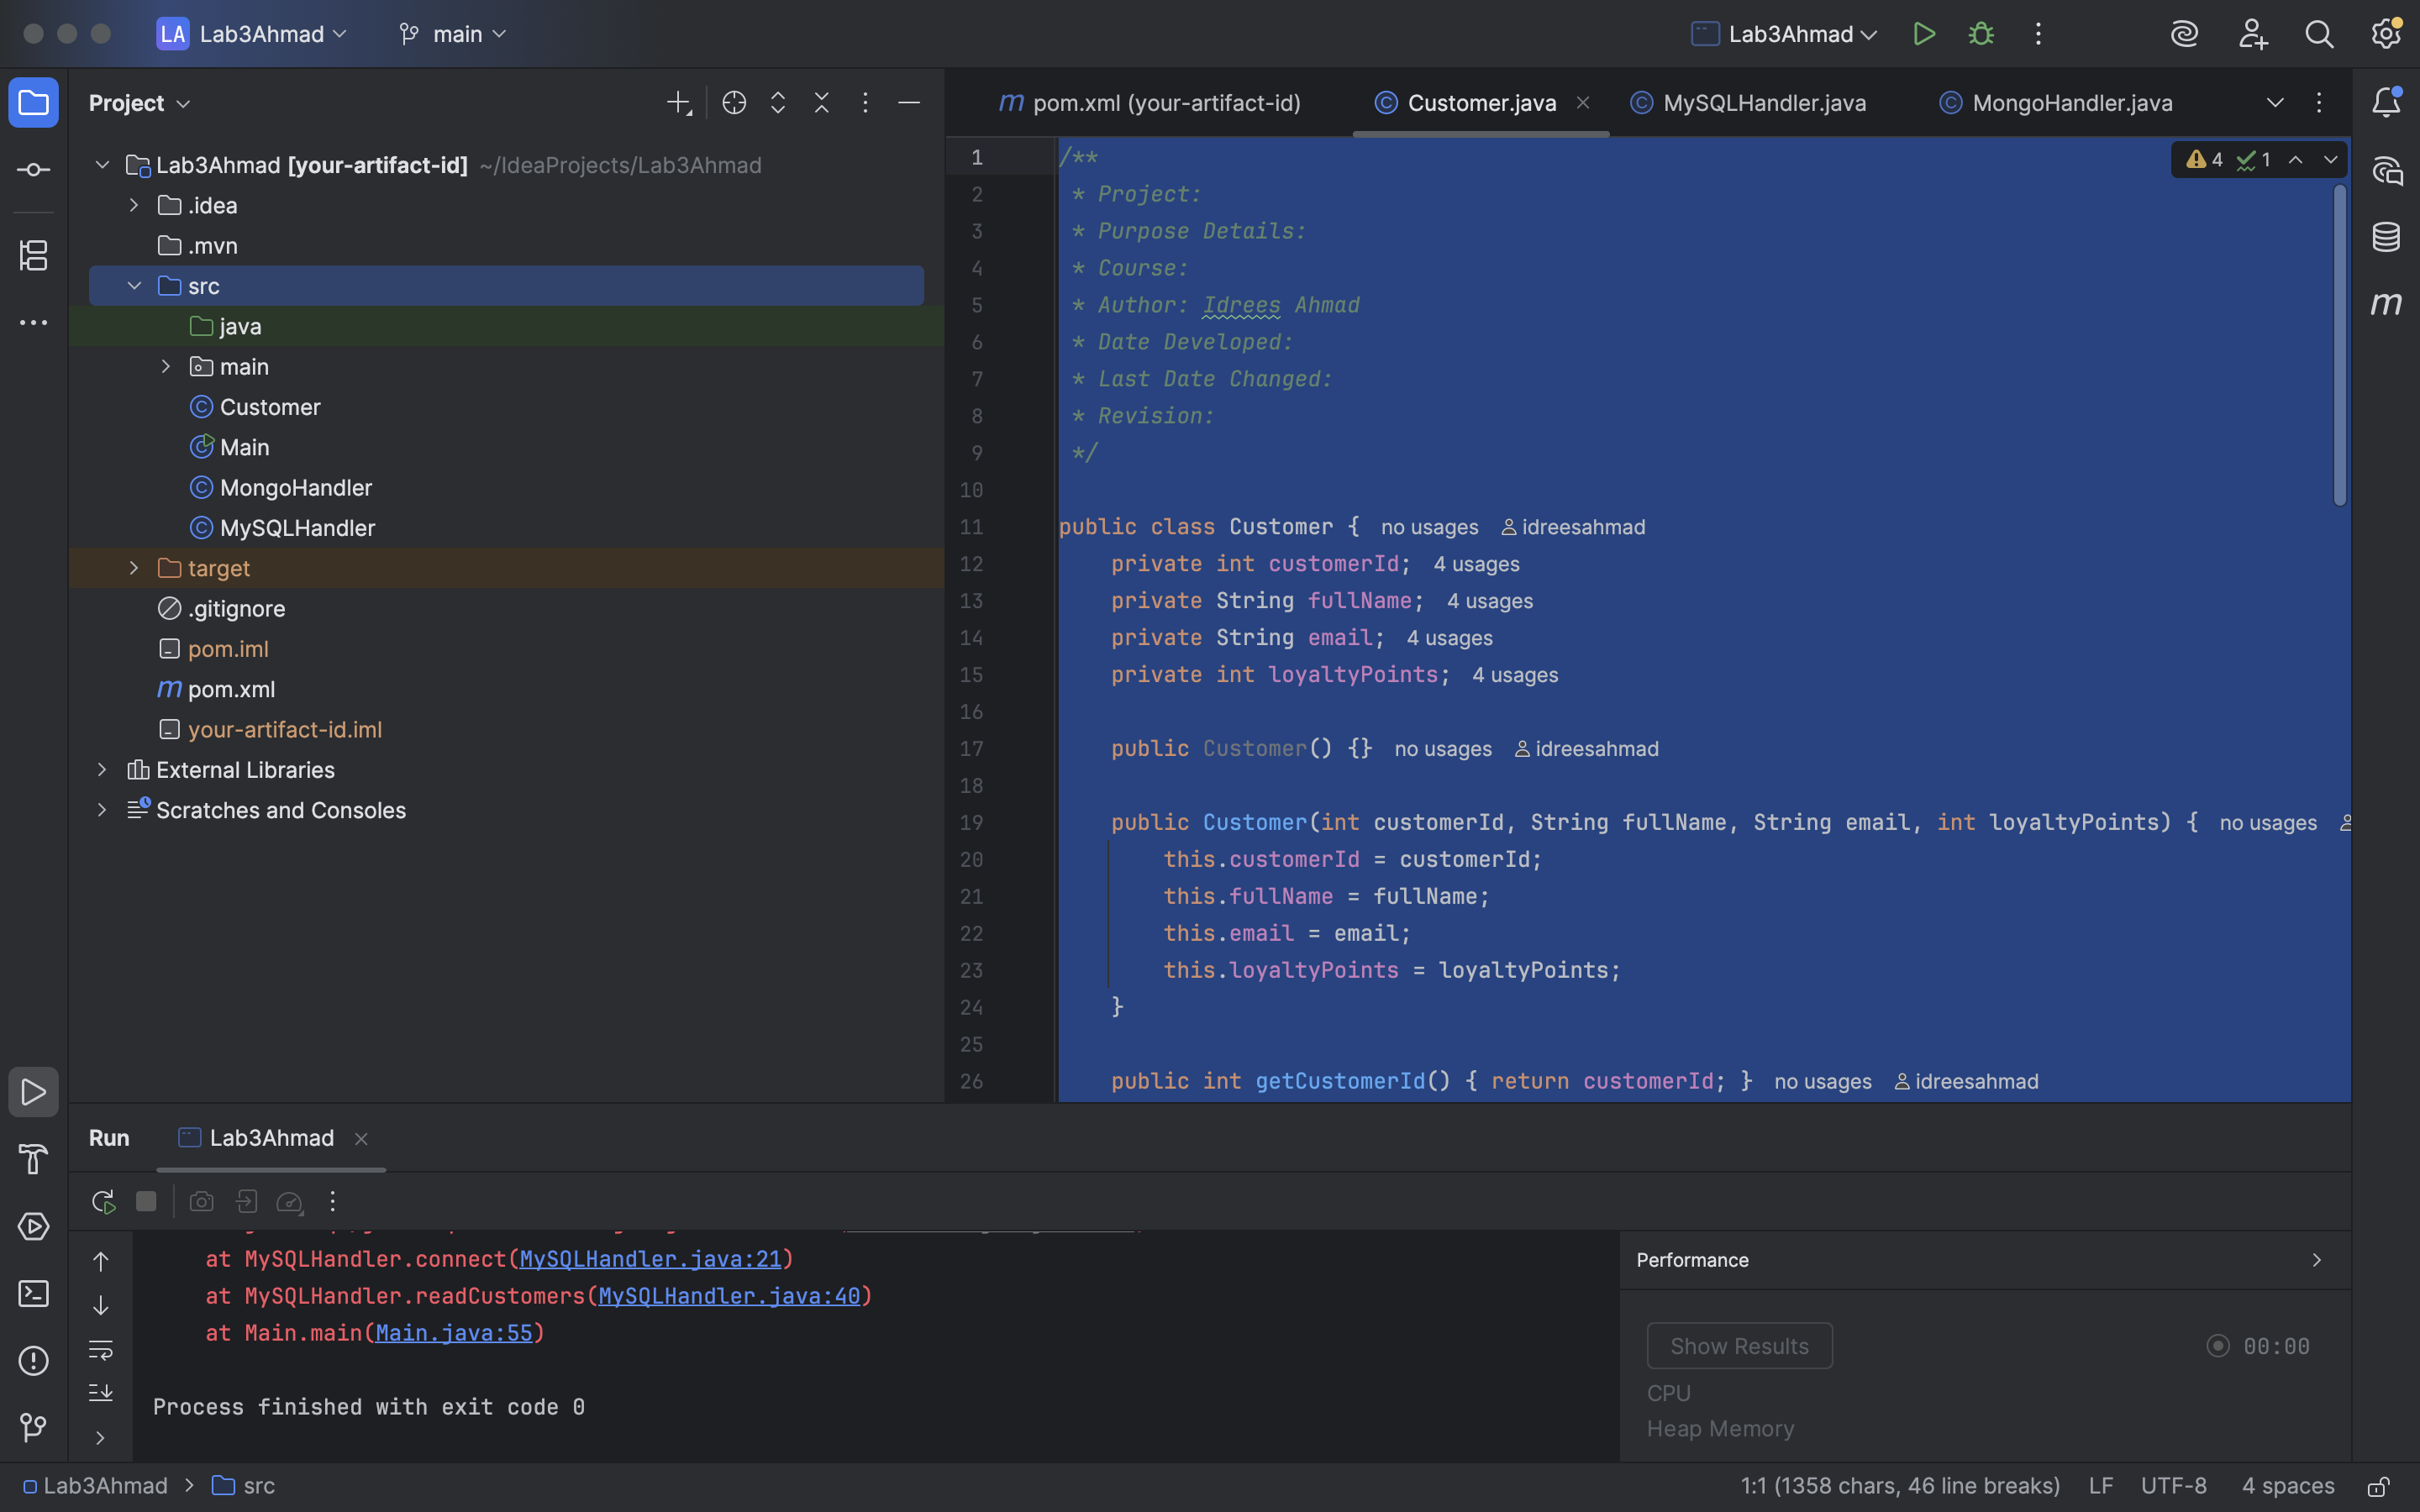 LA Lab3Ahmad main Lab3Ahmad
Project
pom.xml (your-artifact-id) Customer.java MySQLHandler.java MongoHandler.java
Lab3Ahmad [your-artifact-id] ~/IdeaProjects/Lab3Ahmad
.idea
.mvn
src
java
main
Customer
Main
MongoHandler
MySQLHandler
target
.gitignore
pom.iml
m pom.xml
your-artifact-id.iml
External Libraries
Scratches and Consoles
4 1
1 /**
2 * Project:
3 * Purpose Details:
4 * Course:
5 * Author: Idrees Ahmad
6 * Date Developed:
7 * Last Date Changed:
8 * Revision:
9 */
10
11 public class Customer { no usages idreesahmad
12 private int customerId; 4 usages
13 private String fullName; 4 usages
14 private String email; 4 usages
15 private int loyaltyPoints; 4 usages
16
17 public Customer() {} no usages idreesahmad
18
19 public Customer(int customerId, String fullName, String email, int loyaltyPoints) { no usages
20 this.customerId = customerId;
21 this.fullName = fullName;
22 this.email = email;
23 this.loyaltyPoints = loyaltyPoints;
24 }
25
26 public int getCustomerId() { return customerId; } no usages idreesahmad
Run Lab3Ahmad
at MySQLHandler.connect(MySQLHandler.java:21)
at MySQLHandler.readCustomers(MySQLHandler.java:40)
at Main.main(Main.java:55)
Process finished with exit code 0
Performance
Show Results 00:00
CPU
Heap Memory
Lab3Ahmad > src 1:1 (1358 chars, 46 line breaks) LF UTF-8 4 spaces